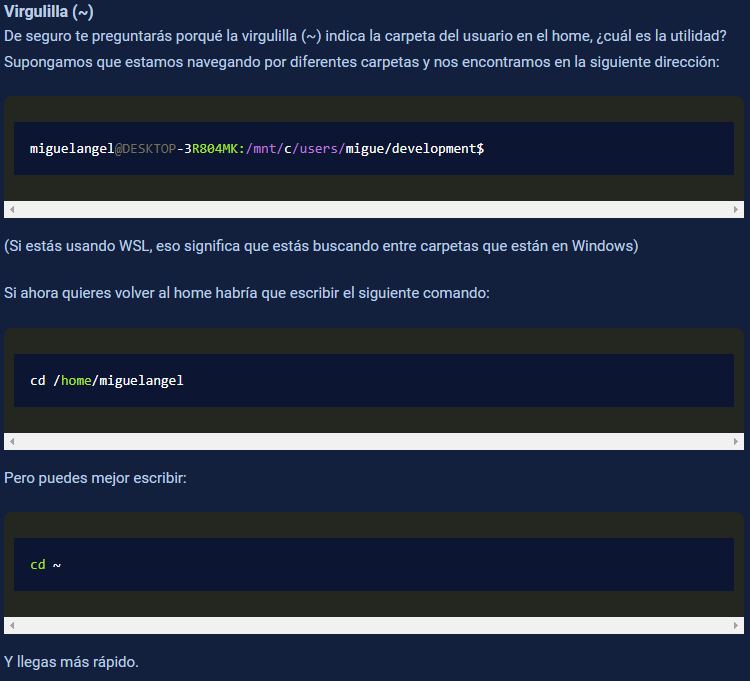 Virgulilla (~)
De seguro te preguntarás porqué la virgulilla (~) indica la carpeta del usuario en el home, ¿cuál es la utilidad?
Supongamos que estamos navegando por diferentes carpetas y nos encontramos en la siguiente dirección:
miguelangel@DESKTOP-3R804MK:/mnt/c/users/migue/development$
(Si estás usando WSL, eso significa que estás buscando entre carpetas que están en Windows)
Si ahora quieres volver al home habría que escribir el siguiente comando:
cd /home/miguelangel
Pero puedes mejor escribir:
cd ~
Y llegas más rápido.